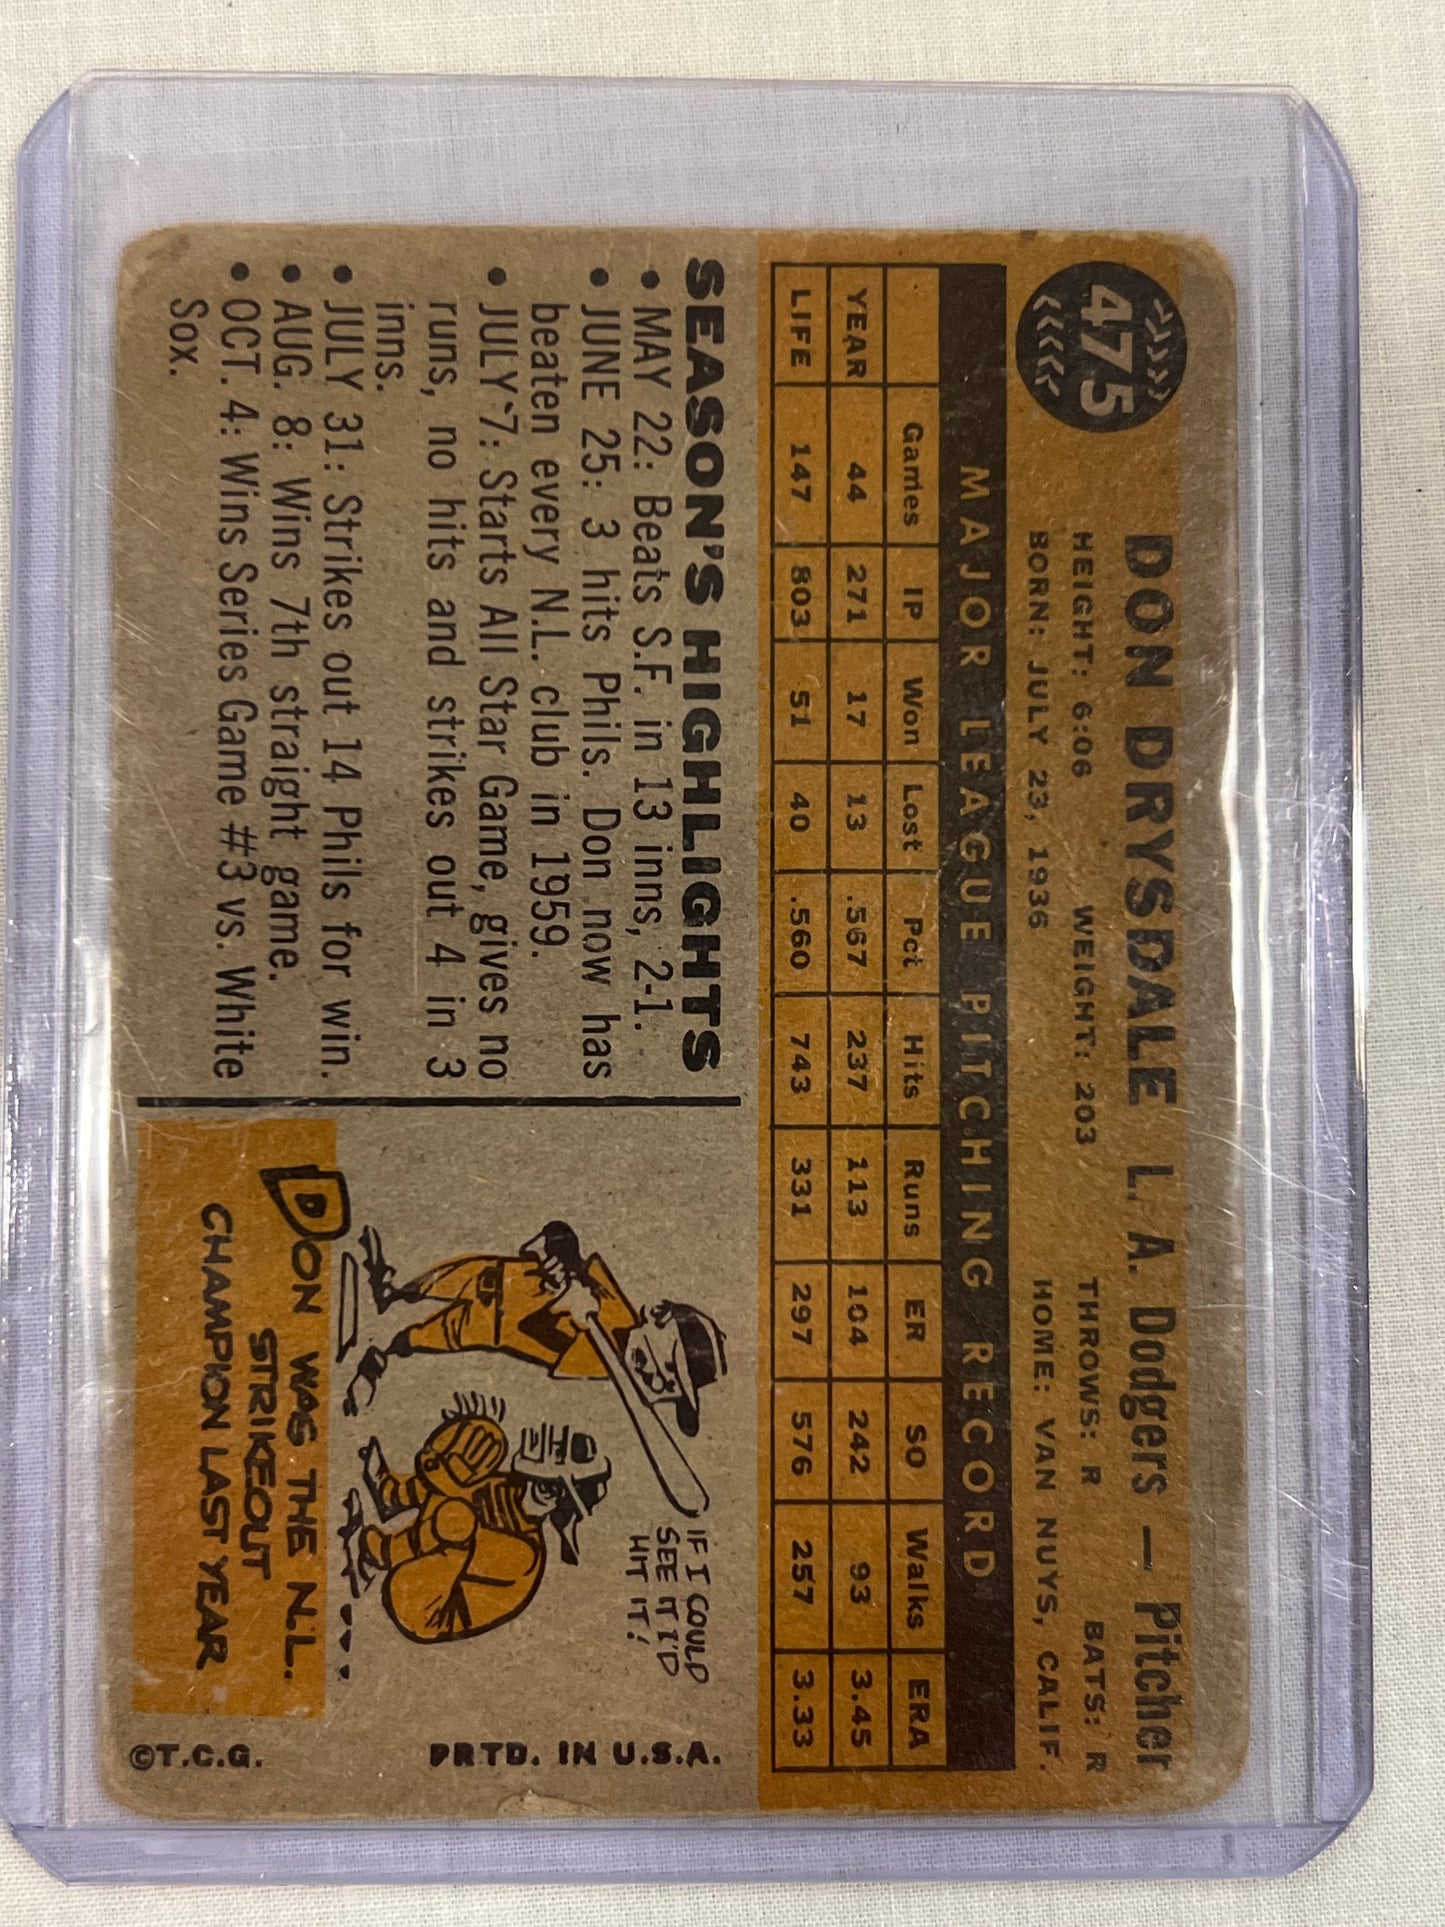 475
DON DRYSDALE L. A. Dodgers — Pitcher
HEIGHT: 6:06 WEIGHT: 203 THROWS: R BATS: R
BORN: JULY 23, 1936 HOME: VAN NUYS, CALIF.
MAJOR LEAGUE PITCHING RECORD
Games IP Won Lost Pct Hits Runs ER SO Walks ERA
YEAR 44 271 17 13 .567 237 113 104 242 93 3.45
LIFE 147 803 51 40 .560 743 331 297 576 257 3.33
SEASON'S HIGHLIGHTS
• MAY 22: Beats S.F. in 13 inns, 2-1.
• JUNE 25: 3 hits Phils. Don now has
beaten every N.L. club in 1959.
• JULY 7: Starts All Star Game, gives no
runs, no hits and strikes out 4 in 3
inns.
• JULY 31: Strikes out 14 Phils for win.
• AUG. 8: Wins 7th straight game.
• OCT. 4: Wins Series Game #3 vs. White
Sox.
IF I COULD
SEE IT I'D
HIT IT!
DON WAS THE N.L.
STRIKEOUT
CHAMPION LAST YEAR
©T.C.G. PRTD. IN U.S.A.